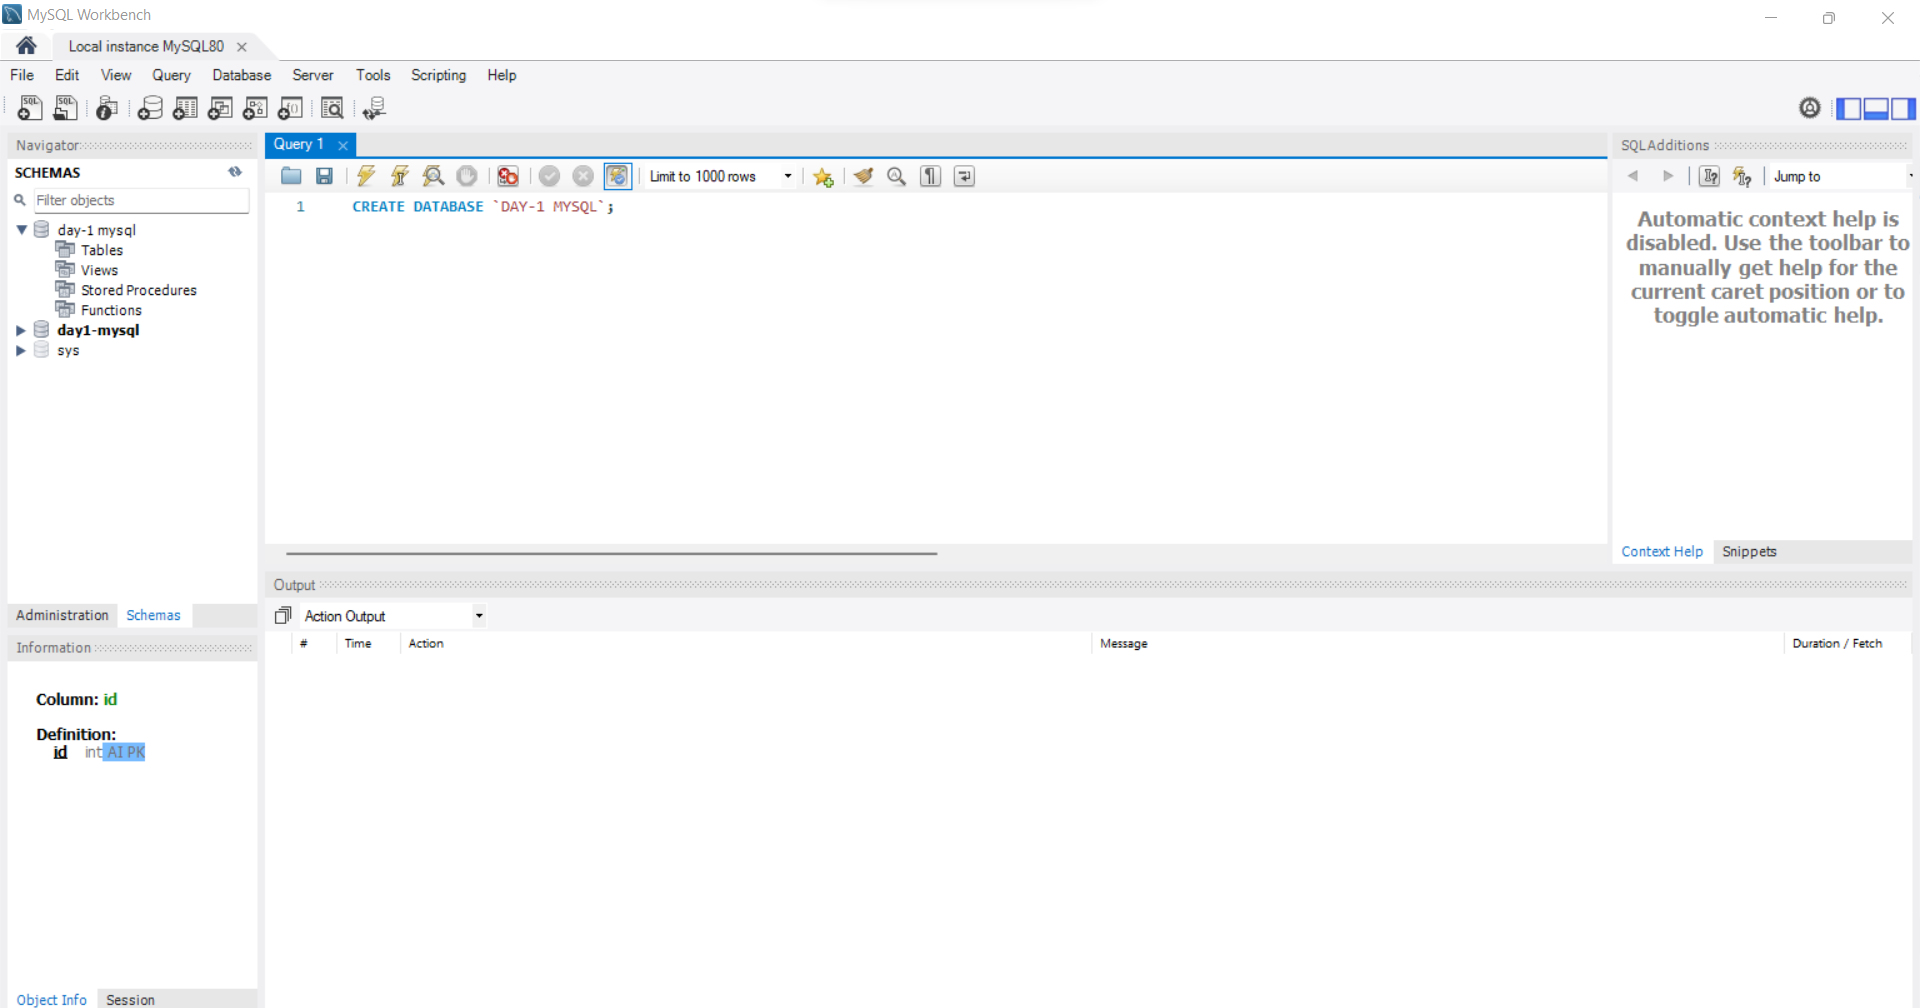 MySQL Workbench
Local instance MySQL80
File Edit View Query Database Server Tools Scripting Help
Navigator
SCHEMAS
Filter objects
day-1 mysql
Tables
Views
Stored Procedures
Functions
day1-mysql
sys
Administration Schemas
Information
Column: id
Definition:
id int AI PK
Object Info Session
Query 1
Limit to 1000 rows
1 CREATE DATABASE `DAY-1 MYSQL`;
Output
Action Output
# Time Action Message Duration / Fetch
SQLAdditions
Jump to
Automatic context help is
disabled. Use the toolbar to
manually get help for the
current caret position or to
toggle automatic help.
Context Help Snippets